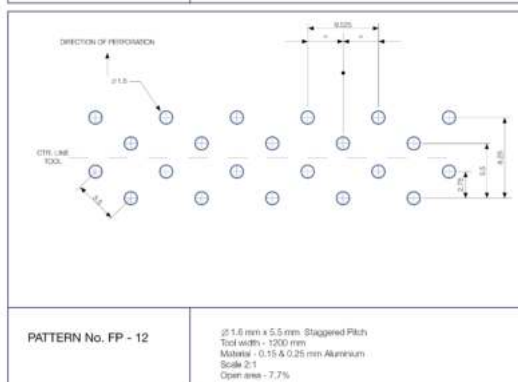 9.525
=
=
DIRECTION OF PERFORATION
⌀1.6
CTR. LINE
TOOL
5.5
2.75
5.5
8.25
PATTERN No. FP - 12
⌀ 1.6 mm x 5.5 mm Staggered Pitch
Tool width - 1200 mm
Material - 0.15 & 0.25 mm Aluminium
Scale 2:1
Open area - 7.7%